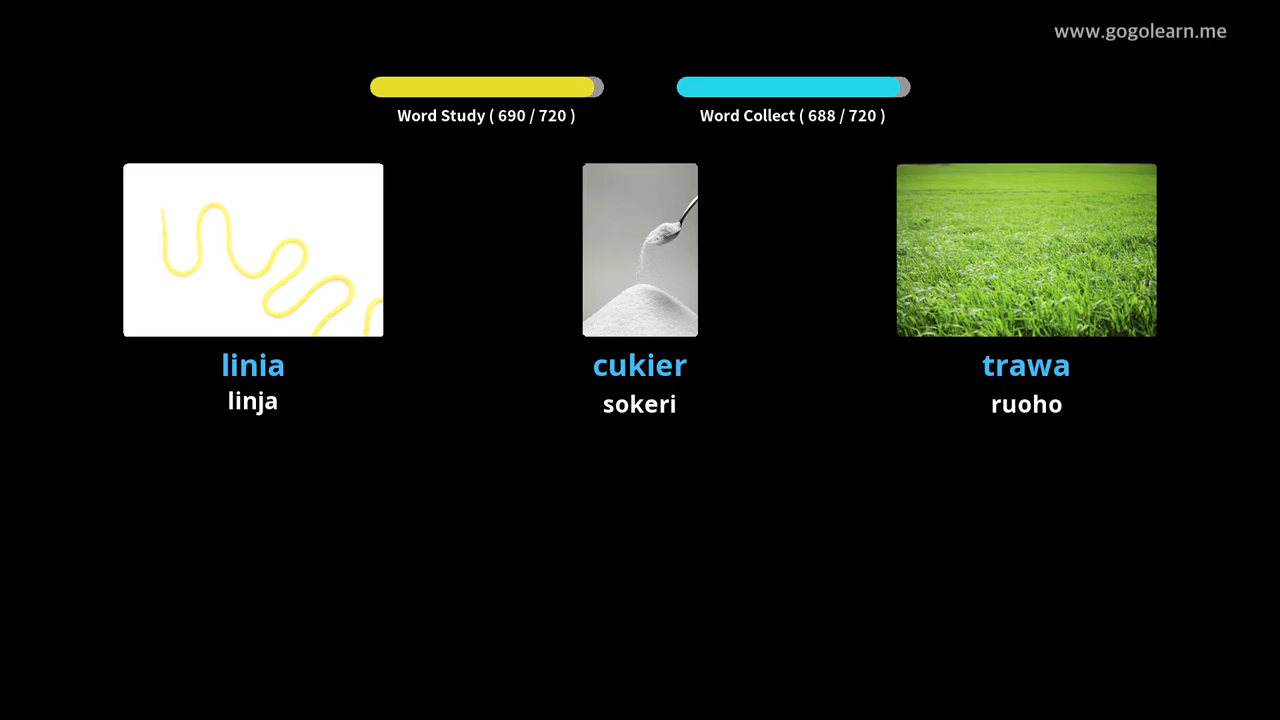 www.gogolearn.me
Word Study ( 690 / 720 )
Word Collect ( 688 / 720 )
linia
linja
cukier
sokeri
trawa
ruoho